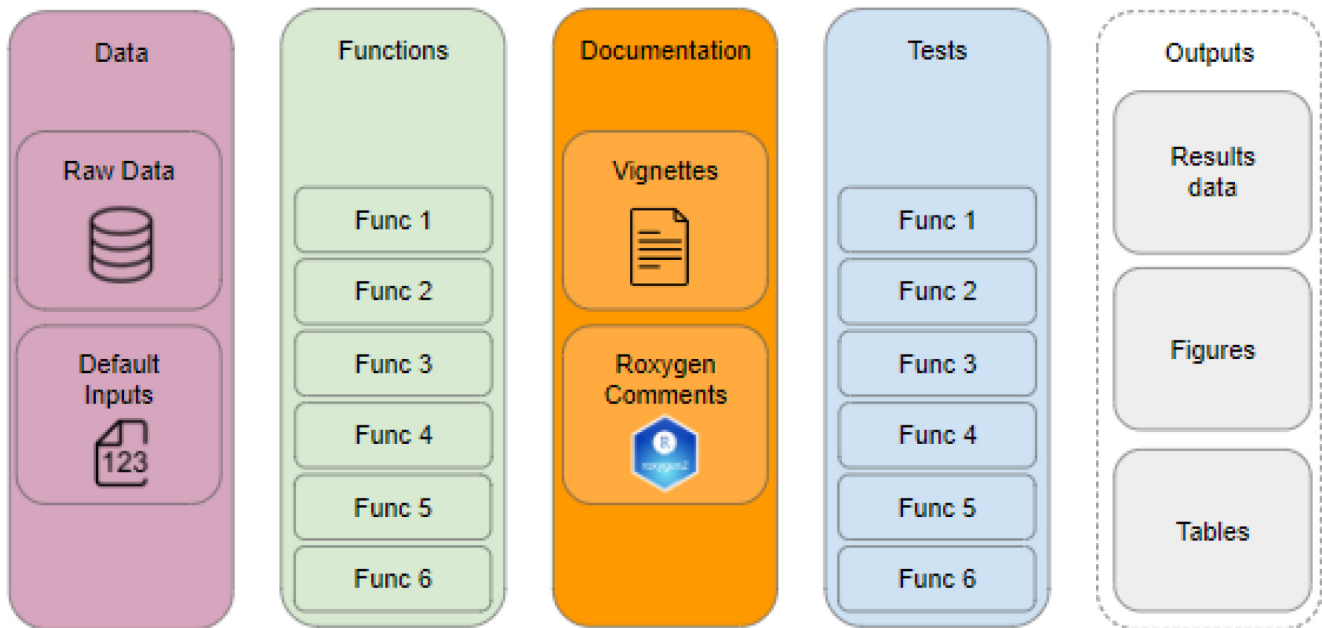 Data
Raw Data
Default
Inputs
123
Functions
Func 1
Func 2
Func 3
Func 4
Func 5
Func 6
Documentation
Vignettes
Roxygen
Comments
R
roxygen2
Tests
Func 1
Func 2
Func 3
Func 4
Func 5
Func 6
Outputs
Results
data
Figures
Tables